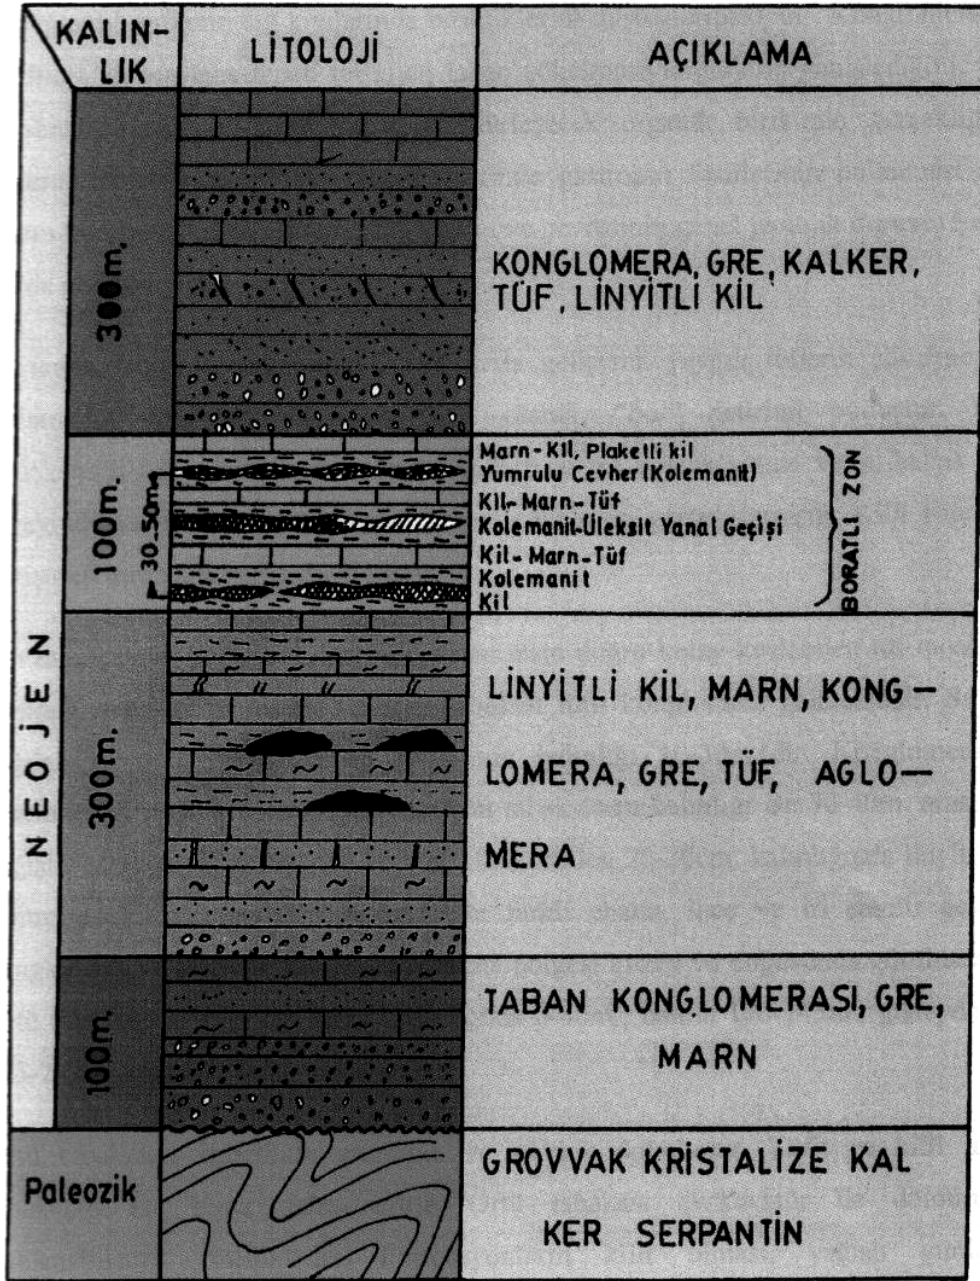 KALIN-
LIK
LİTOLOJİ
AÇIKLAMA
NEOJEN
300m.
KONGLOMERA, GRE, KALKER,
TÜF, LİNYİTLİ KİL
100m.
30-50m
Marn-Kil, Plaketli kil
Yumrulu Cevher (Kolemanit)
Kil-Marn-Tüf
Kolemanit-Üleksit Yanal Geçişi
Kil-Marn-Tüf
Kolemanit
Kil
BORATLI ZON
300m.
LİNYİTLİ KİL, MARN, KONG-
LOMERA, GRE, TÜF, AGLO-
MERA
100m.
TABAN KONGLOMERASI, GRE,
MARN
Paleozik
GROVVAK KRİSTALİZE KAL
KER SERPANTİN